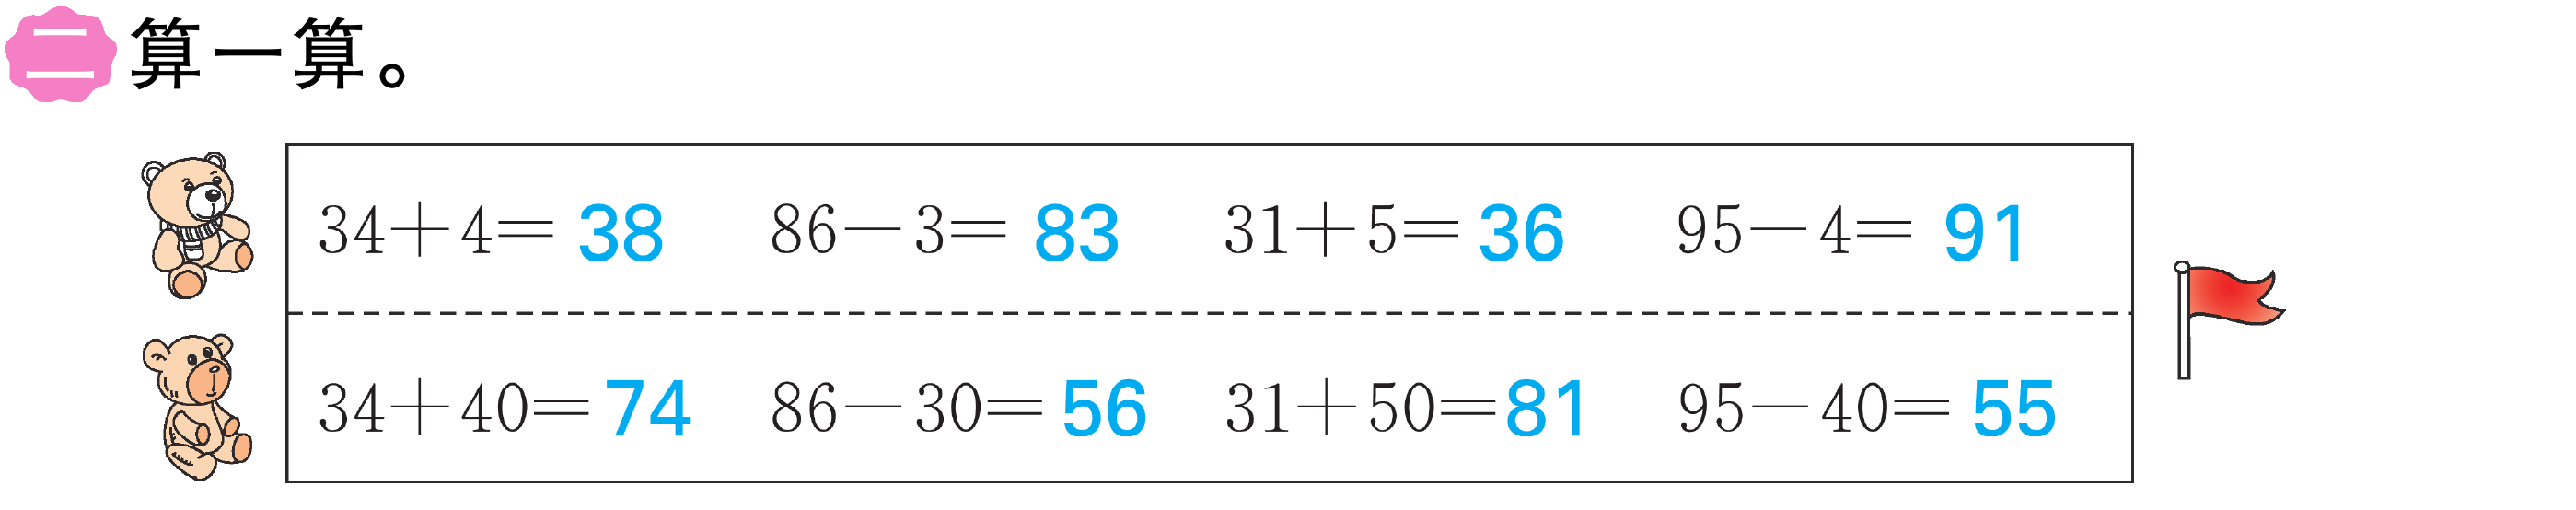 二 算一算。
34+4= 38 86-3= 83 31+5= 36 95-4= 91
34+40= 74 86-30= 56 31+50= 81 95-40= 55